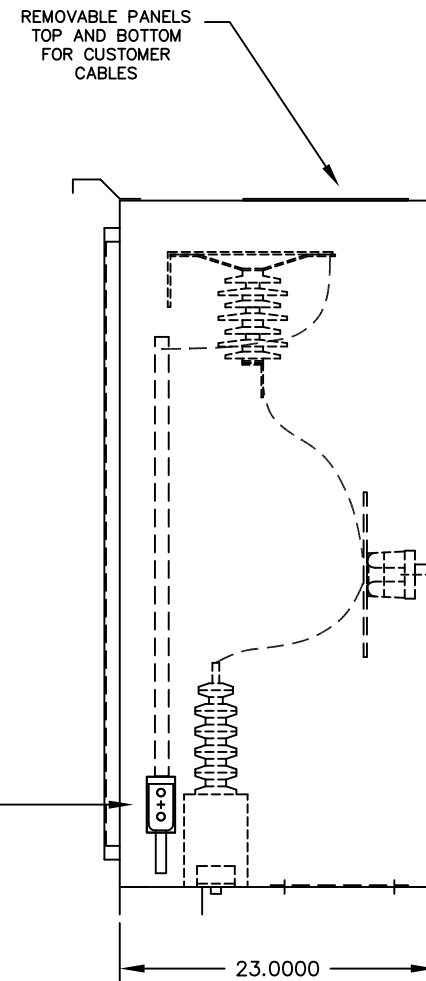 REMOVABLE PANELS
TOP AND BOTTOM
FOR CUSTOMER
CABLES
23.0000